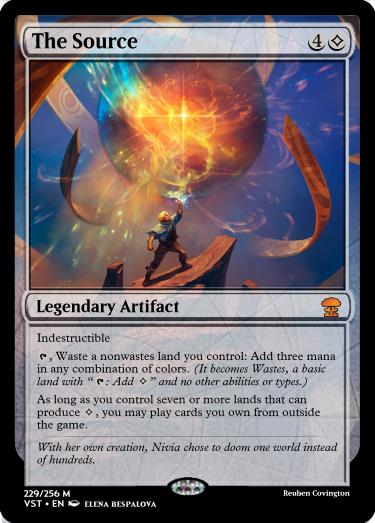 The Source 4◇
Legendary Artifact
Indestructible
, Waste a nonwastes land you control: Add three mana
in any combination of colors. (It becomes Wastes, a basic
land with “ : Add ◇” and no other abilities or types.)
As long as you control seven or more lands that can
produce ◇, you may play cards you own from outside
the game.
With her own creation, Nivia chose to doom one world instead
of hundreds.
229/256 M
VST • EN ELENA BESPALOVA
Reuben Covington